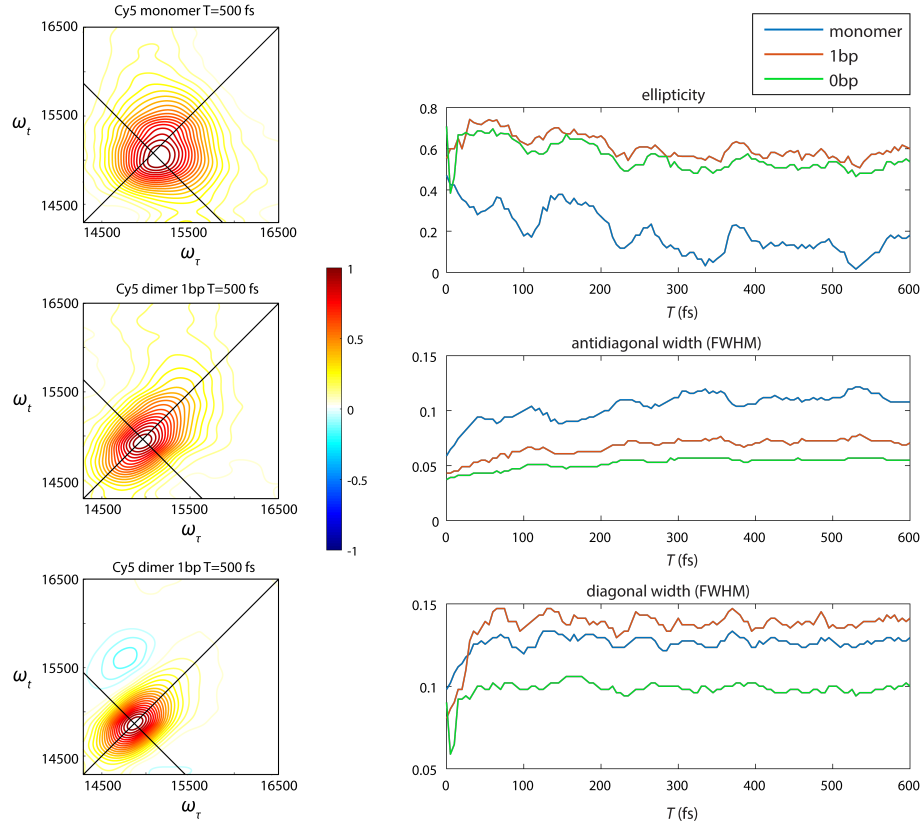 Cy5 monomer T=500 fs
16500
15500
14500
ω_t
14500
15500
16500
ω_τ
Cy5 dimer 1bp T=500 fs
16500
15500
14500
ω_t
14500
15500
16500
ω_τ
1
0.5
0
-0.5
-1
Cy5 dimer 1bp T=500 fs
16500
15500
14500
ω_t
14500
15500
16500
ω_τ
monomer
1bp
0bp
ellipticity
0.8
0.6
0.4
0.2
0
0 100 200 300 400 500 600
T (fs)
antidiagonal width (FWHM)
0.15
0.1
0.05
0
0 100 200 300 400 500 600
T (fs)
diagonal width (FWHM)
0.15
0.1
0.05
0 100 200 300 400 500 600
T (fs)